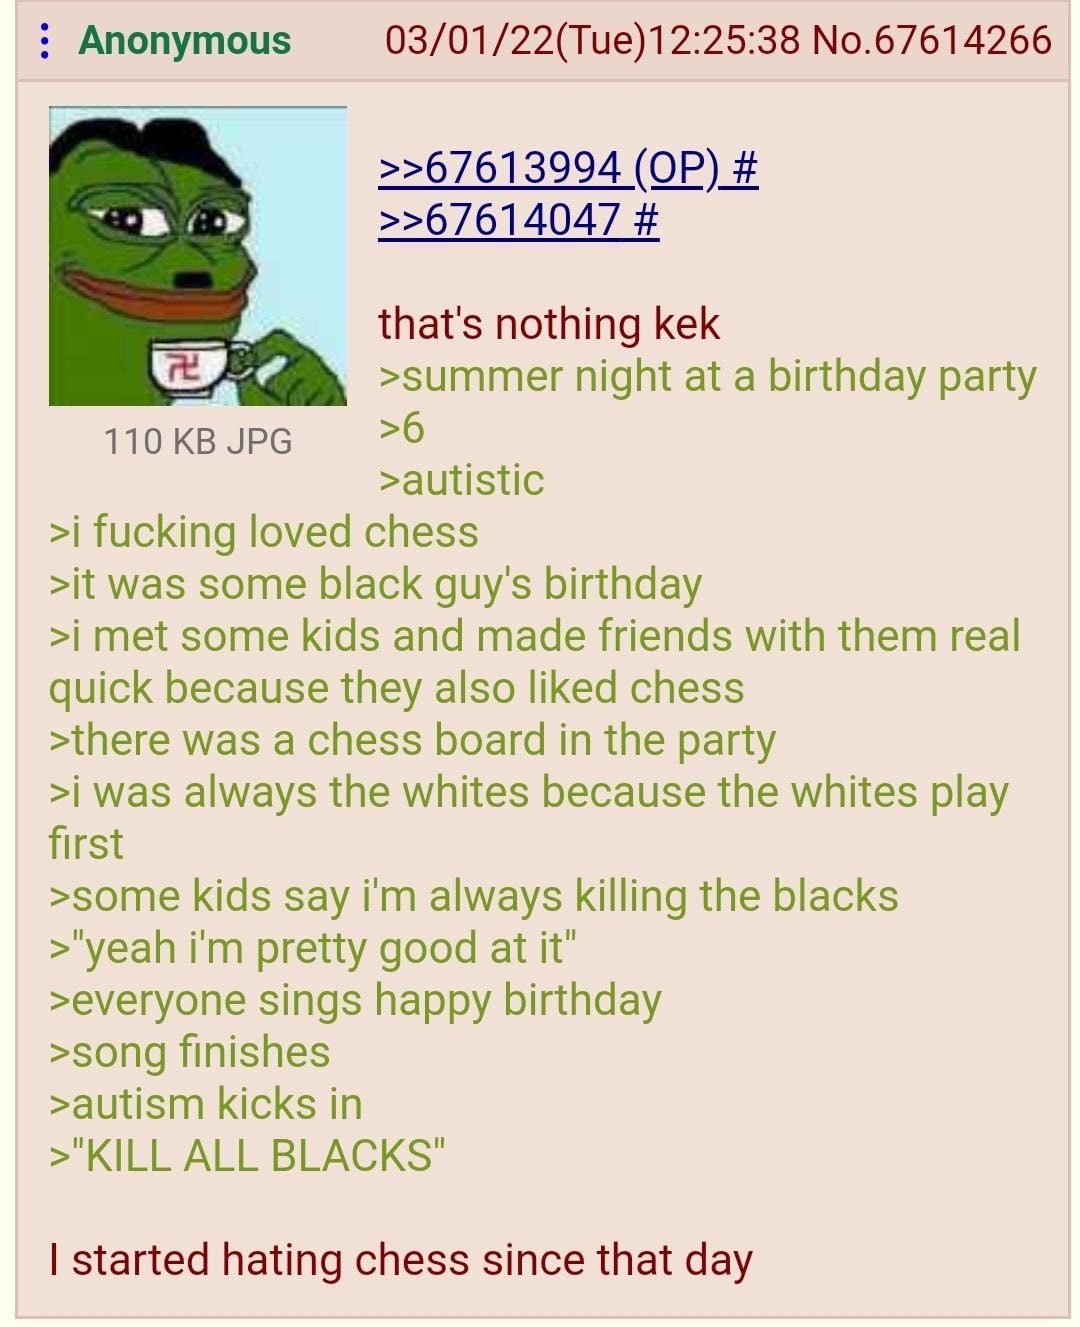 Anonymous 03/01/22(Tue)12:25:38 No.67614266
>>67613994 (OP) #
>>67614047 #
that's nothing kek
>summer night at a birthday party
110 KB JPG
>6
>autistic
>i fucking loved chess
>it was some black guy's birthday
>i met some kids and made friends with them real
quick because they also liked chess
>there was a chess board in the party
>i was always the whites because the whites play
first
>some kids say i'm always killing the blacks
>"yeah i'm pretty good at it"
>everyone sings happy birthday
>song finishes
>autism kicks in
>"KILL ALL BLACKS"
I started hating chess since that day